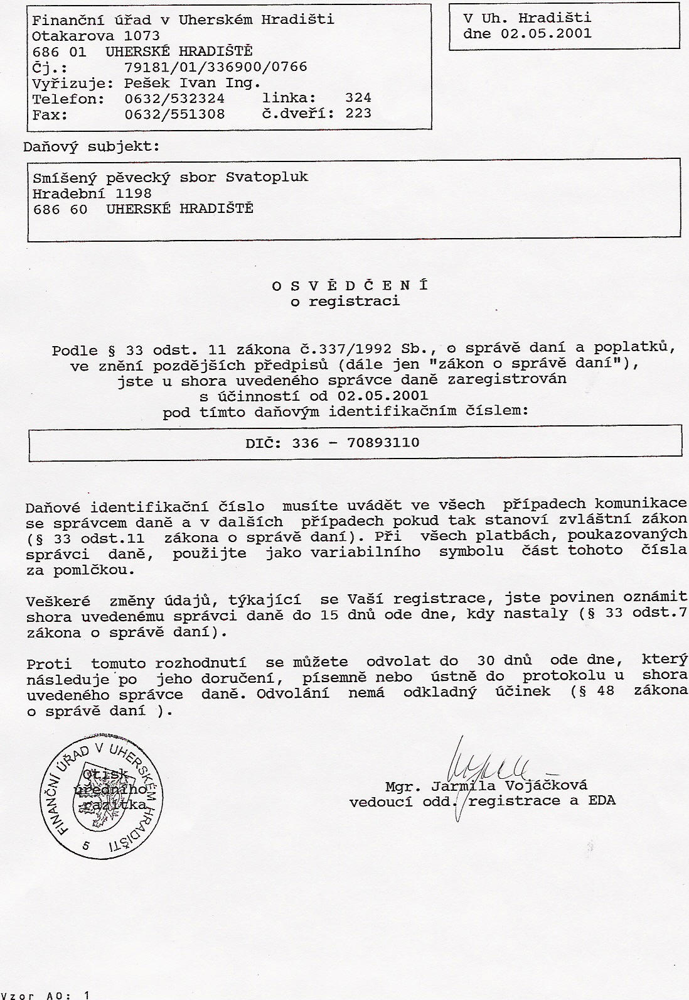 Finanční úřad v Uherském Hradišti
Otakarova 1073
686 01  UHERSKÉ HRADIŠTĚ
Čj.:      79181/01/336900/0766
Vyřizuje: Pešek Ivan Ing.
Telefon:  0632/532324    linka:   324
Fax:      0632/551308    č.dveří: 223
V Uh. Hradišti
dne 02.05.2001
Daňový subjekt:
Smíšený pěvecký sbor Svatopluk
Hradební 1198
686 60  UHERSKÉ HRADIŠTĚ
O S V Ě D Č E N Í
o registraci
Podle § 33 odst. 11 zákona č.337/1992 Sb., o správě daní a poplatků,
ve znění pozdějších předpisů (dále jen "zákon o správě daní"),
jste u shora uvedeného správce daně zaregistrován
s účinností od 02.05.2001
pod tímto daňovým identifikačním číslem:
DIČ: 336 - 70893110
Daňové identifikační číslo  musíte uvádět ve všech  případech komunikace
se správcem daně a v dalších  případech pokud tak stanoví zvláštní zákon
(§ 33 odst.11  zákona o správě daní). Při  všech platbách, poukazovaných
správci  daně,  použijte  jako variabilního  symbolu  část tohoto  čísla
za pomlčkou.
Veškeré  změny údajů, týkající  se Vaší registrace, jste povinen oznámit
shora uvedenému správci daně do 15 dnů ode dne, kdy nastaly (§ 33 odst.7
zákona o správě daní).
Proti  tomuto rozhodnutí  se můžete  odvolat do  30 dnů  ode dne,  který
následuje po  jeho doručení,  písemně nebo  ústně do  protokolu u  shora
uvedeného správce  daně. Odvolání  nemá  odkladný  účinek  (§ 48  zákona
o správě daní ).
FINANČNÍ ÚŘAD V UHERSKÉM HRADIŠTI
5
Otisk
úředního
razítka
Mgr. Jarmila Vojáčková
vedoucí odd. registrace a EDA
Vzor AO: 1